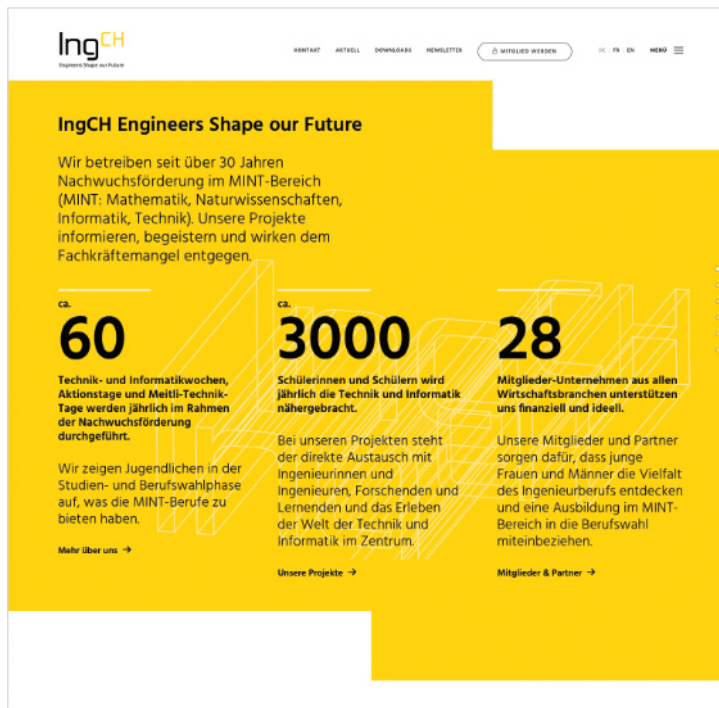 IngCH
Engineers Shape our Future
KONTAKT AKTUELL DOWNLOADS NEWSLETTER MITGLIED WERDEN DE FR EN MENÜ
IngCH Engineers Shape our Future
Wir betreiben seit über 30 Jahren
Nachwuchsförderung im MINT-Bereich
(MINT: Mathematik, Naturwissenschaften,
Informatik, Technik). Unsere Projekte
informieren, begeistern und wirken dem
Fachkräftemangel entgegen.
ca.
60
Technik- und Informatikwochen,
Aktionstage und Meitli-Technik-
Tage werden jährlich im Rahmen
der Nachwuchsförderung
durchgeführt.
Wir zeigen Jugendlichen in der
Studien- und Berufswahlphase
auf, was die MINT-Berufe zu
bieten haben.
Mehr über uns →
ca.
3000
Schülerinnen und Schülern wird
jährlich die Technik und Informatik
nähergebracht.
Bei unseren Projekten steht
der direkte Austausch mit
Ingenieurinnen und
Ingenieuren, Forschenden und
Lernenden und das Erleben
der Welt der Technik und
Informatik im Zentrum.
Unsere Projekte →
28
Mitglieder-Unternehmen aus allen
Wirtschaftsbranchen unterstützen
uns finanziell und ideell.
Unsere Mitglieder und Partner
sorgen dafür, dass junge
Frauen und Männer die Vielfalt
des Ingenieurberufs entdecken
und eine Ausbildung im MINT-
Bereich in die Berufswahl
miteinbeziehen.
Mitglieder & Partner →